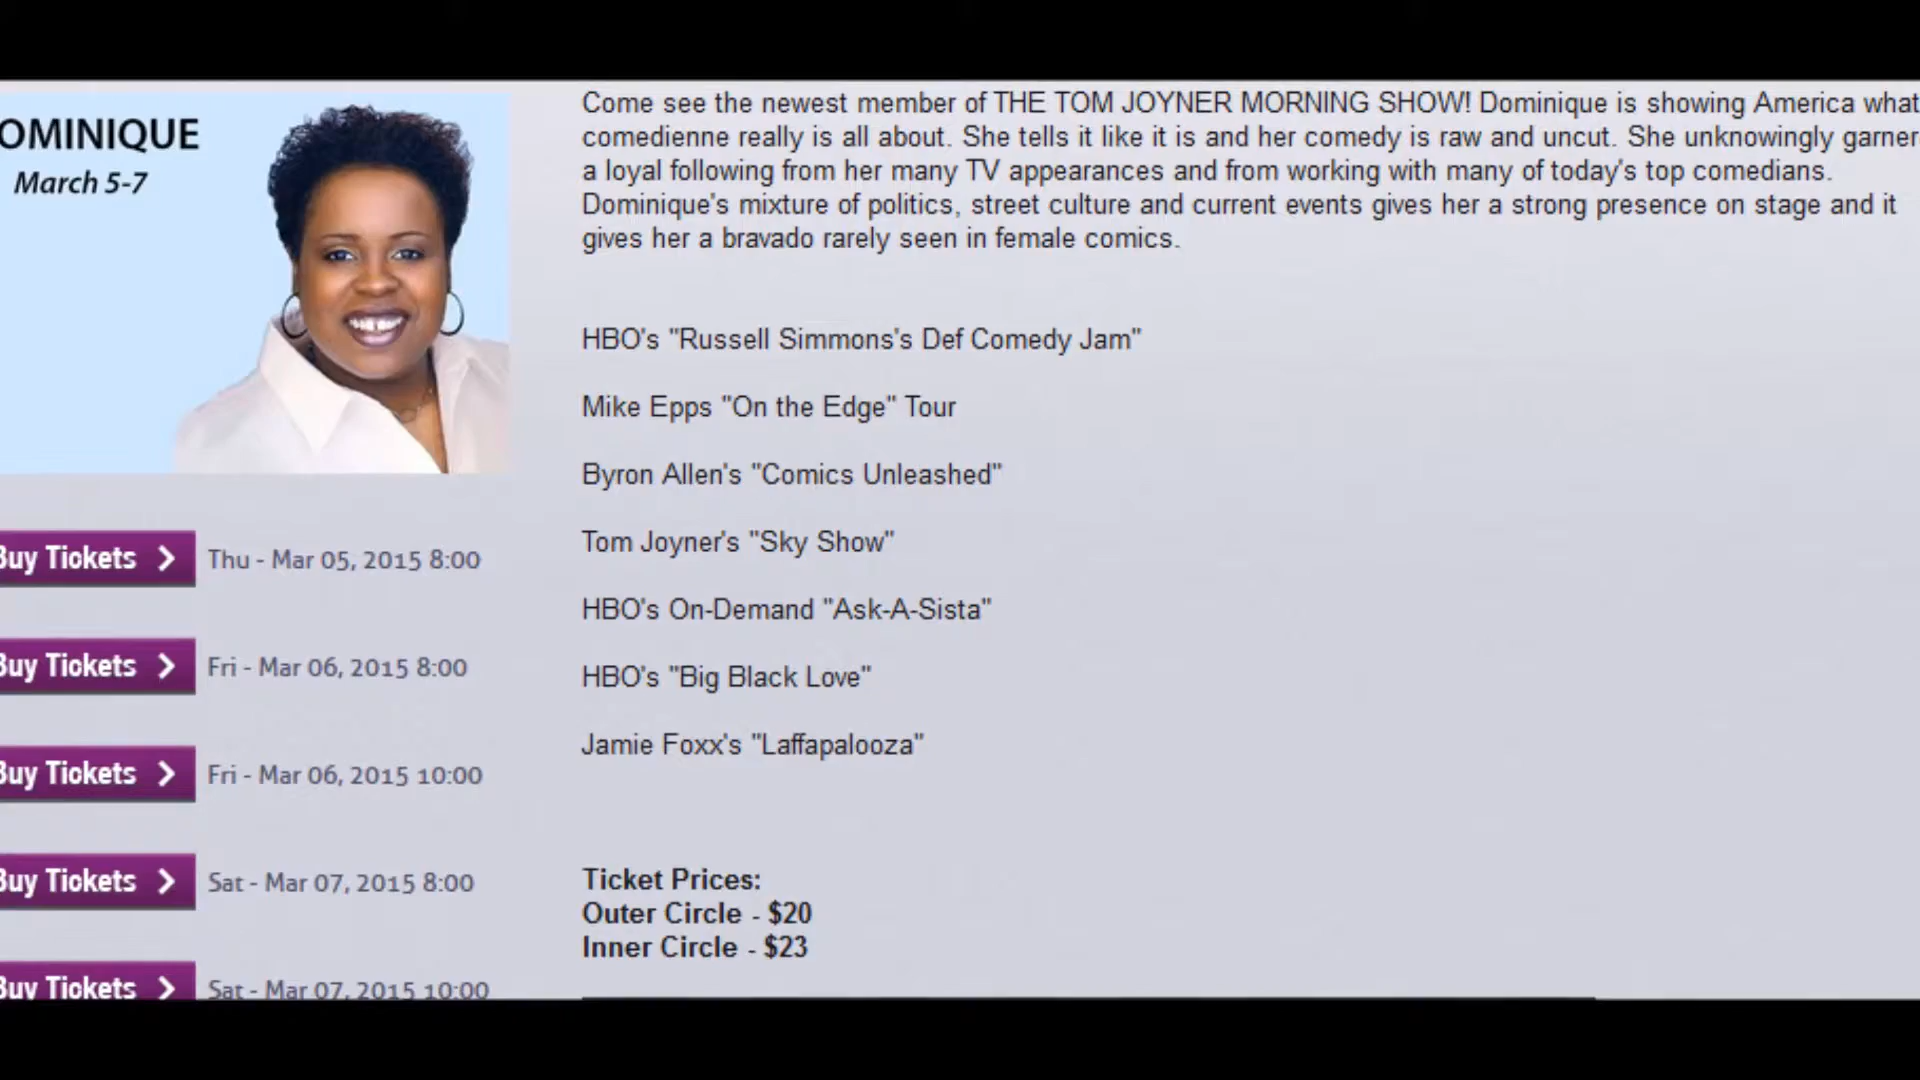 OMINIQUE
March 5-7
Come see the newest member of THE TOM JOYNER MORNING SHOW! Dominique is showing America what
comedienne really is all about. She tells it like it is and her comedy is raw and uncut. She unknowingly garner
a loyal following from her many TV appearances and from working with many of today's top comedians.
Dominique's mixture of politics, street culture and current events gives her a strong presence on stage and it
gives her a bravado rarely seen in female comics.
HBO's "Russell Simmons's Def Comedy Jam"
Mike Epps "On the Edge" Tour
Byron Allen's "Comics Unleashed"
Tom Joyner's "Sky Show"
HBO's On-Demand "Ask-A-Sista"
HBO's "Big Black Love"
Jamie Foxx's "Laffapalooza"
Ticket Prices:
Outer Circle - $20
Inner Circle - $23
Buy Tickets Thu - Mar 05, 2015 8:00
Buy Tickets Fri - Mar 06, 2015 8:00
Buy Tickets Fri - Mar 06, 2015 10:00
Buy Tickets Sat - Mar 07, 2015 8:00
Buy Tickets Sat - Mar 07, 2015 10:00